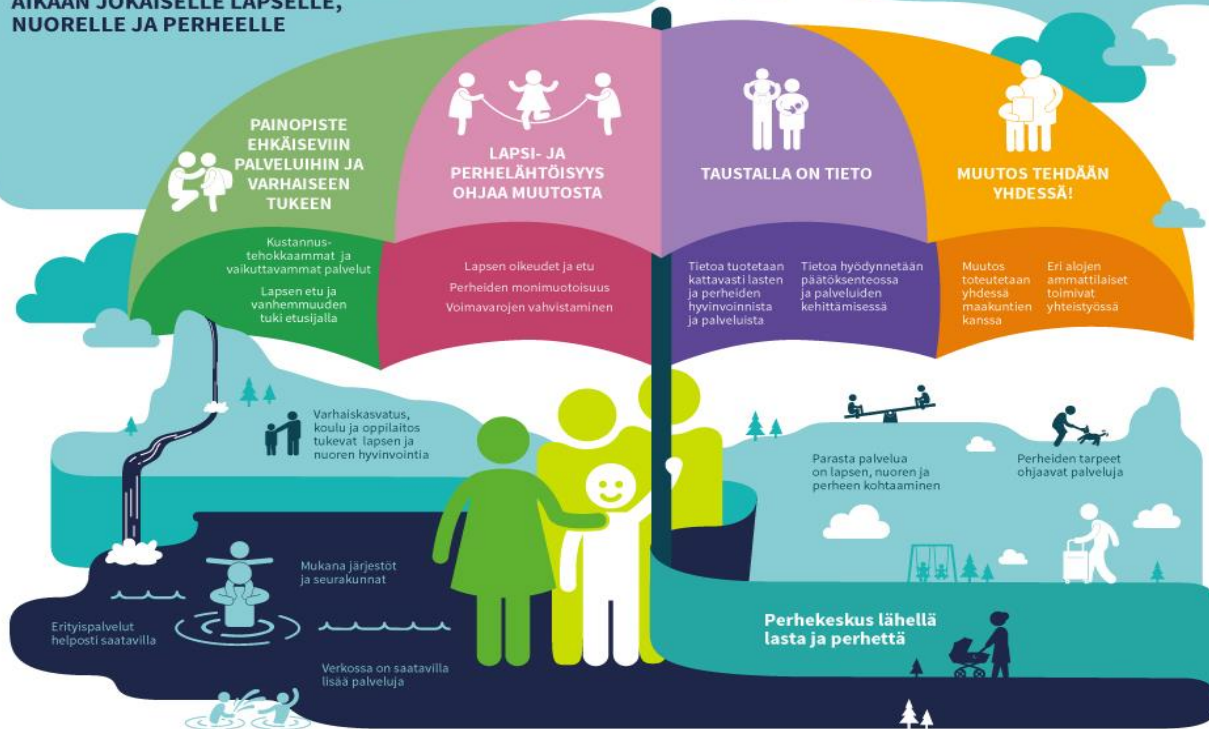 AIKAAN JOKAISELLE LAPSELLE,
NUORELLE JA PERHEELLE
PAINOPISTE
EHKÄISEVIIN
PALVELUIHIN JA
VARHAISEEN
TUKEEN
Kustannus-
tehokkaammat ja
vaikuttavammat palvelut
Lapsen etu ja
vanhemmuuden
tuki etusijalla
LAPSI- JA
PERHELÄHTÖISYYS
OHJAA MUUTOSTA
Lapsen oikeudet ja etu
Perheiden monimuotoisuus
Voimavarojen vahvistaminen
TAUSTALLA ON TIETO
Tietoa tuotetaan
kattavasti lasten
ja perheiden
hyvinvoinnista
ja palveluista
Tietoa hyödynnetään
päätöksenteossa
ja palveluiden
kehittämisessä
MUUTOS TEHDÄÄN
YHDESSÄ!
Muutos
toteutetaan
yhdessä
maakuntien
kanssa
Eri alojen
ammattilaiset
toimivat
yhteistyössä
Varhaiskasvatus,
koulu ja oppilaitos
tukevat lapsen ja
nuoren hyvinvointia
Parasta palvelua
on lapsen, nuoren ja
perheen kohtaaminen
Perheiden tarpeet
ohjaavat palveluja
Mukana järjestöt
ja seurakunnat
Erityispalvelut
helposti saatavilla
Verkossa on saatavilla
lisää palveluja
Perhekeskus lähellä
lasta ja perhettä